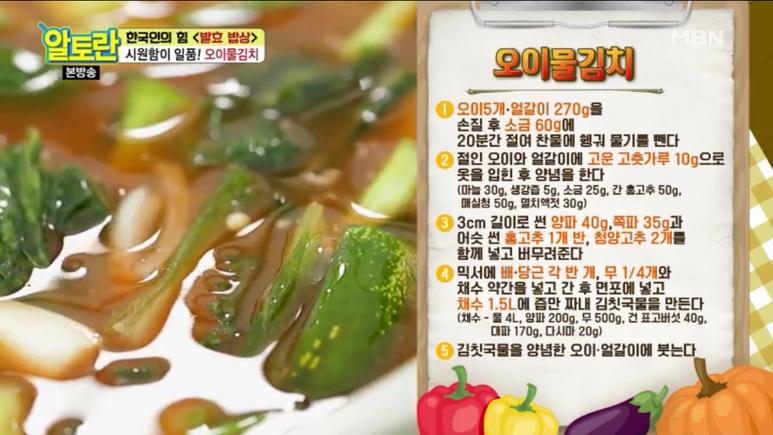 알토란
본방송
한국인의 힘 <발효 밥상>
시원함이 일품! 오이물김치
MBN
오이물김치
1 오이5개·얼갈이 270g을
손질 후 소금 60g에
20분간 절여 찬물에 헹궈 물기를 뺀다
2 절인 오이와 얼갈이에 고운 고춧가루 10g으로
옷을 입힌 후 양념을 한다
(마늘 30g, 생강즙 5g, 소금 25g, 간 홍고추 50g,
매실청 50g, 멸치액젓 30g)
3 3cm 길이로 썬 양파 40g,쪽파 35g과
어슷 썬 홍고추 1개 반, 청양고추 2개를
함께 넣고 버무려준다
4 믹서에 배·당근 각 반 개, 무 1/4개와
채수 약간을 넣고 간 후 면포에 넣고
채수 1.5L에 즙만 짜내 김칫국물을 만든다
(채수 - 물 4L, 양파 200g, 무 500g, 건 표고버섯 40g,
대파 170g, 다시마 20g)
5 김칫국물을 양념한 오이·얼갈이에 붓는다